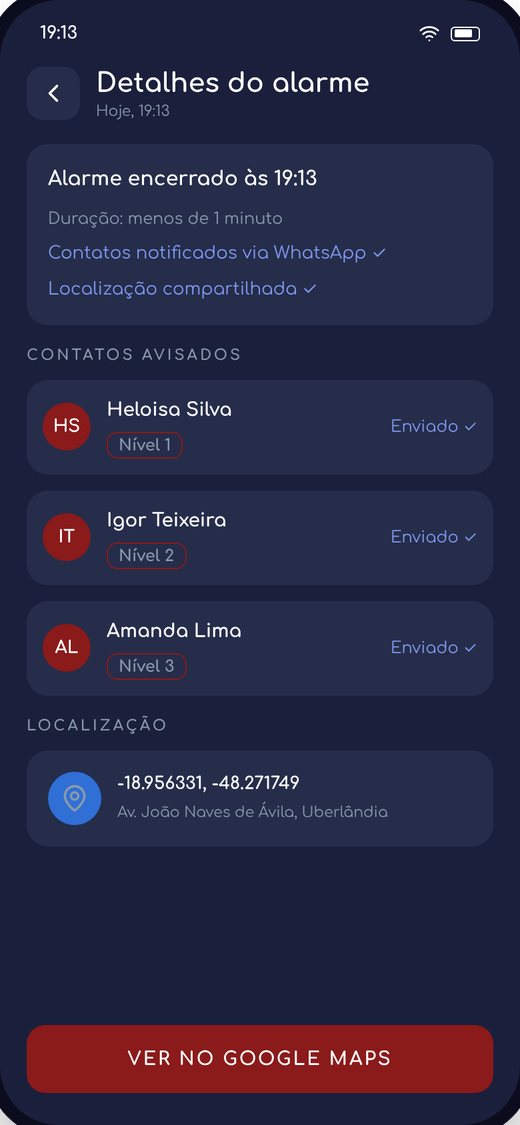 19:13
Detalhes do alarme
Hoje, 19:13
Alarme encerrado às 19:13
Duração: menos de 1 minuto
Contatos notificados via WhatsApp ✓
Localização compartilhada ✓
CONTATOS AVISADOS
HS
Heloisa Silva
Nível 1
Enviado ✓
IT
Igor Teixeira
Nível 2
Enviado ✓
AL
Amanda Lima
Nível 3
Enviado ✓
LOCALIZAÇÃO
-18.956331, -48.271749
Av. João Naves de Ávila, Uberlândia
VER NO GOOGLE MAPS